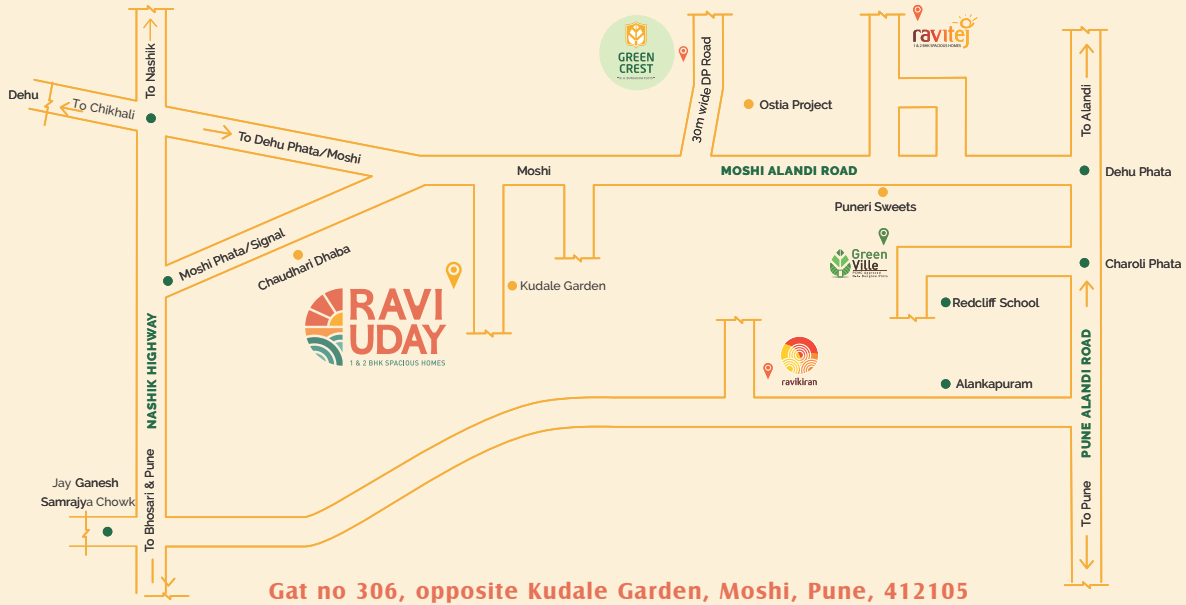 To Nashik
Dehu
To Chikhali
To Dehu Phata/Moshi
GREEN
CREST
30m wide DP Road
Ostia Project
ravitej
1 & 2 BHK SPACIOUS HOMES
To Alandi
Moshi
MOSHI ALANDI ROAD
Dehu Phata
Puneri Sweets
Moshi Phata/Signal
Chaudhari Dhaba
Green
Ville
Charoli Phata
Kudale Garden
Redcliff School
RAVI
UDAY
1 & 2 BHK SPACIOUS HOMES
NASHIK HIGHWAY
ravikiran
Alankapuram
PUNE ALANDI ROAD
To Bhosari & Pune
Jay Ganesh
Samrajya Chowk
To Pune
Gat no 306, opposite Kudale Garden, Moshi, Pune, 412105